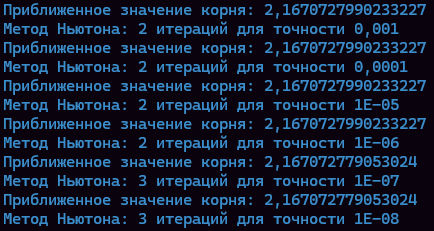 Приближенное значение корня: 2,1670727990233227
Метод Ньютона: 2 итераций для точности 0,001
Приближенное значение корня: 2,1670727990233227
Метод Ньютона: 2 итераций для точности 0,0001
Приближенное значение корня: 2,1670727990233227
Метод Ньютона: 2 итераций для точности 1E-05
Приближенное значение корня: 2,1670727990233227
Метод Ньютона: 2 итераций для точности 1E-06
Приближенное значение корня: 2,167072779053024
Метод Ньютона: 3 итераций для точности 1E-07
Приближенное значение корня: 2,167072779053024
Метод Ньютона: 3 итераций для точности 1E-08